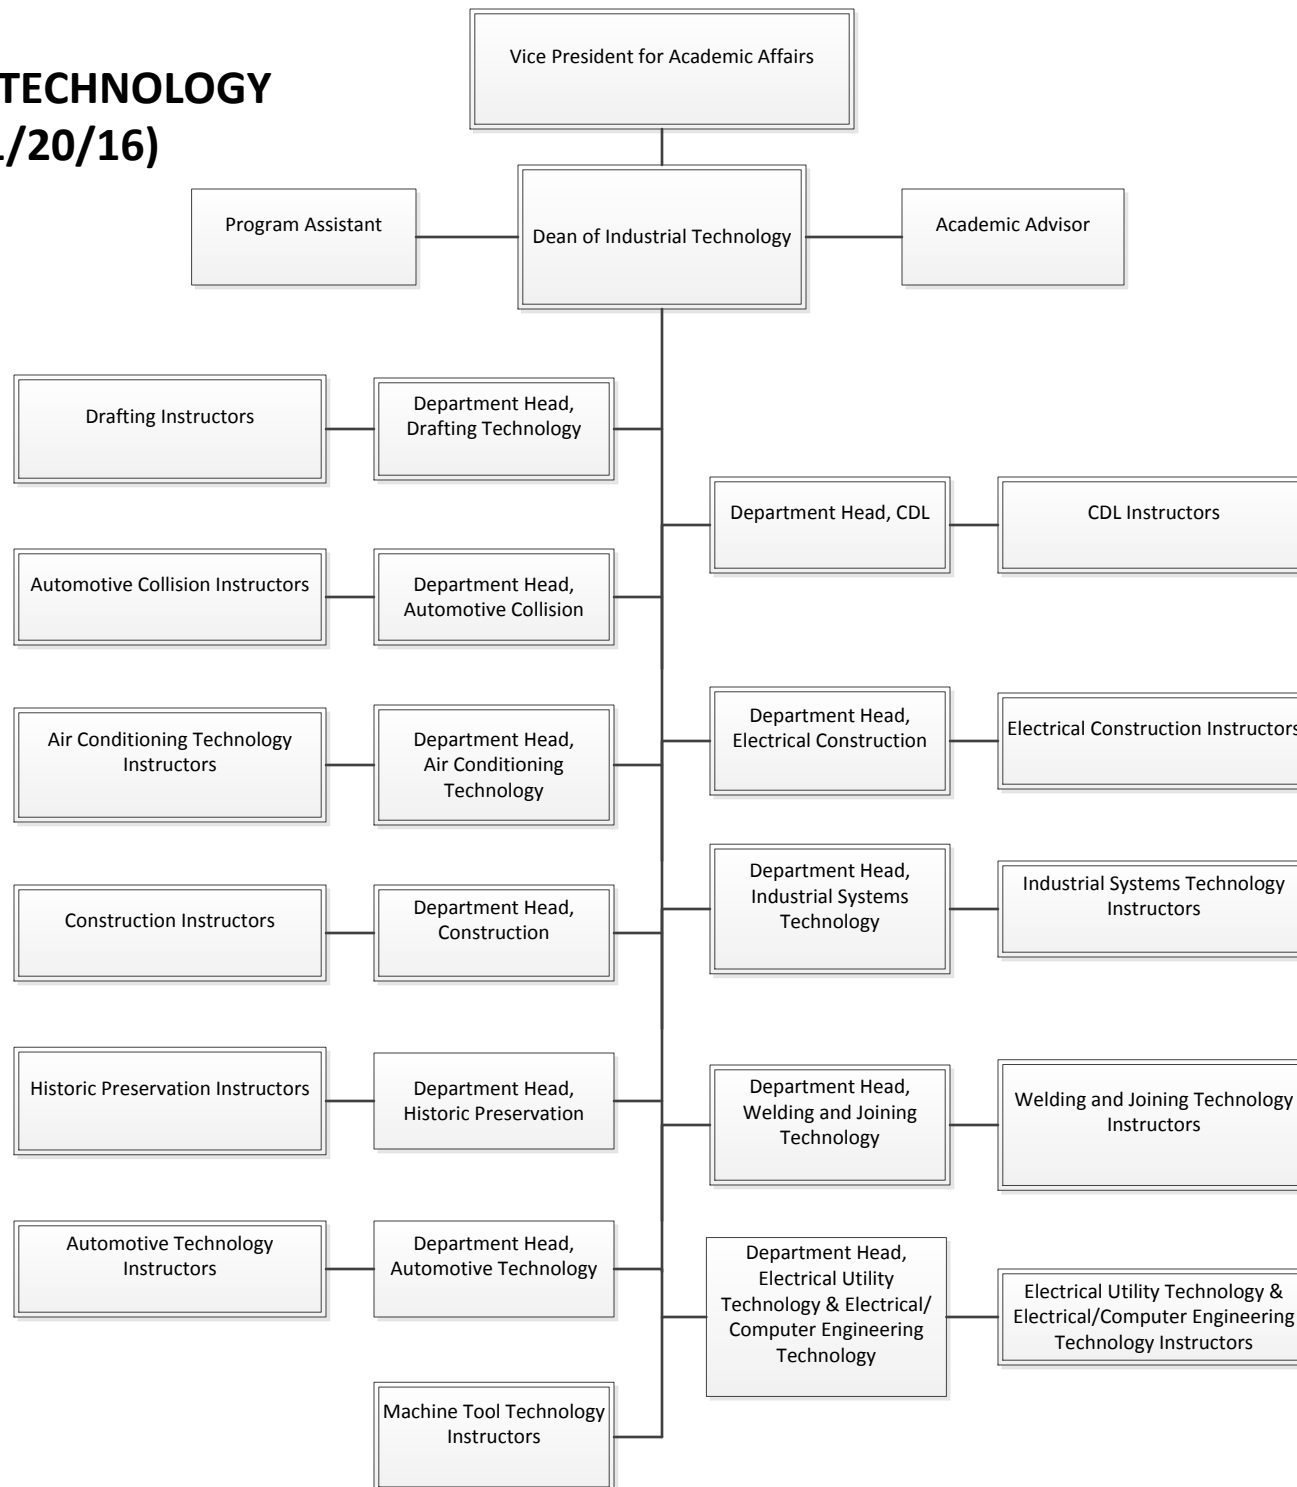 Vice President for Academic Affairs
TECHNOLOGY
/20/16)
Program Assistant
Dean of Industrial Technology
Academic Advisor
Drafting Instructors
Department Head,
Drafting Technology
Department Head, CDL
CDL Instructors
Automotive Collision Instructors
Department Head,
Automotive Collision
Department Head,
Electrical Construction
Electrical Construction Instructors
Air Conditioning Technology
Instructors
Department Head,
Air Conditioning
Technology
Department Head,
Industrial Systems
Technology
Industrial Systems Technology
Instructors
Construction Instructors
Department Head,
Construction
Historic Preservation Instructors
Department Head,
Historic Preservation
Department Head,
Welding and Joining
Technology
Welding and Joining Technology
Instructors
Automotive Technology
Instructors
Department Head,
Automotive Technology
Department Head,
Electrical Utility
Technology & Electrical/
Computer Engineering
Technology
Electrical Utility Technology &
Electrical/Computer Engineering
Technology Instructors
Machine Tool Technology
Instructors